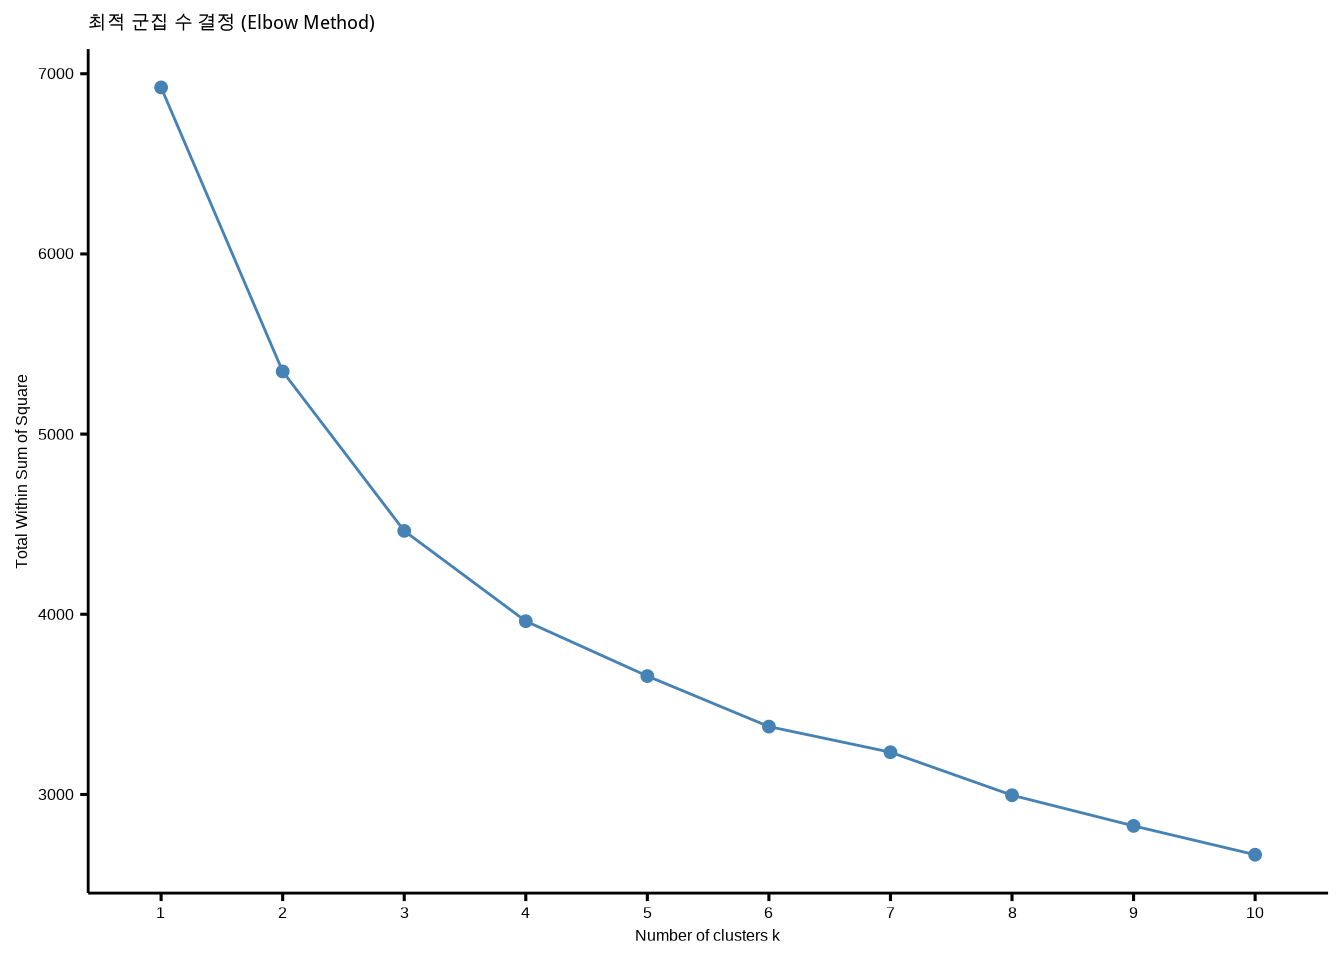 최적 군집 수 결정 (Elbow Method)
Total Within Sum of Square
7000
6000
5000
4000
3000
1 2 3 4 5 6 7 8 9 10
Number of clusters k